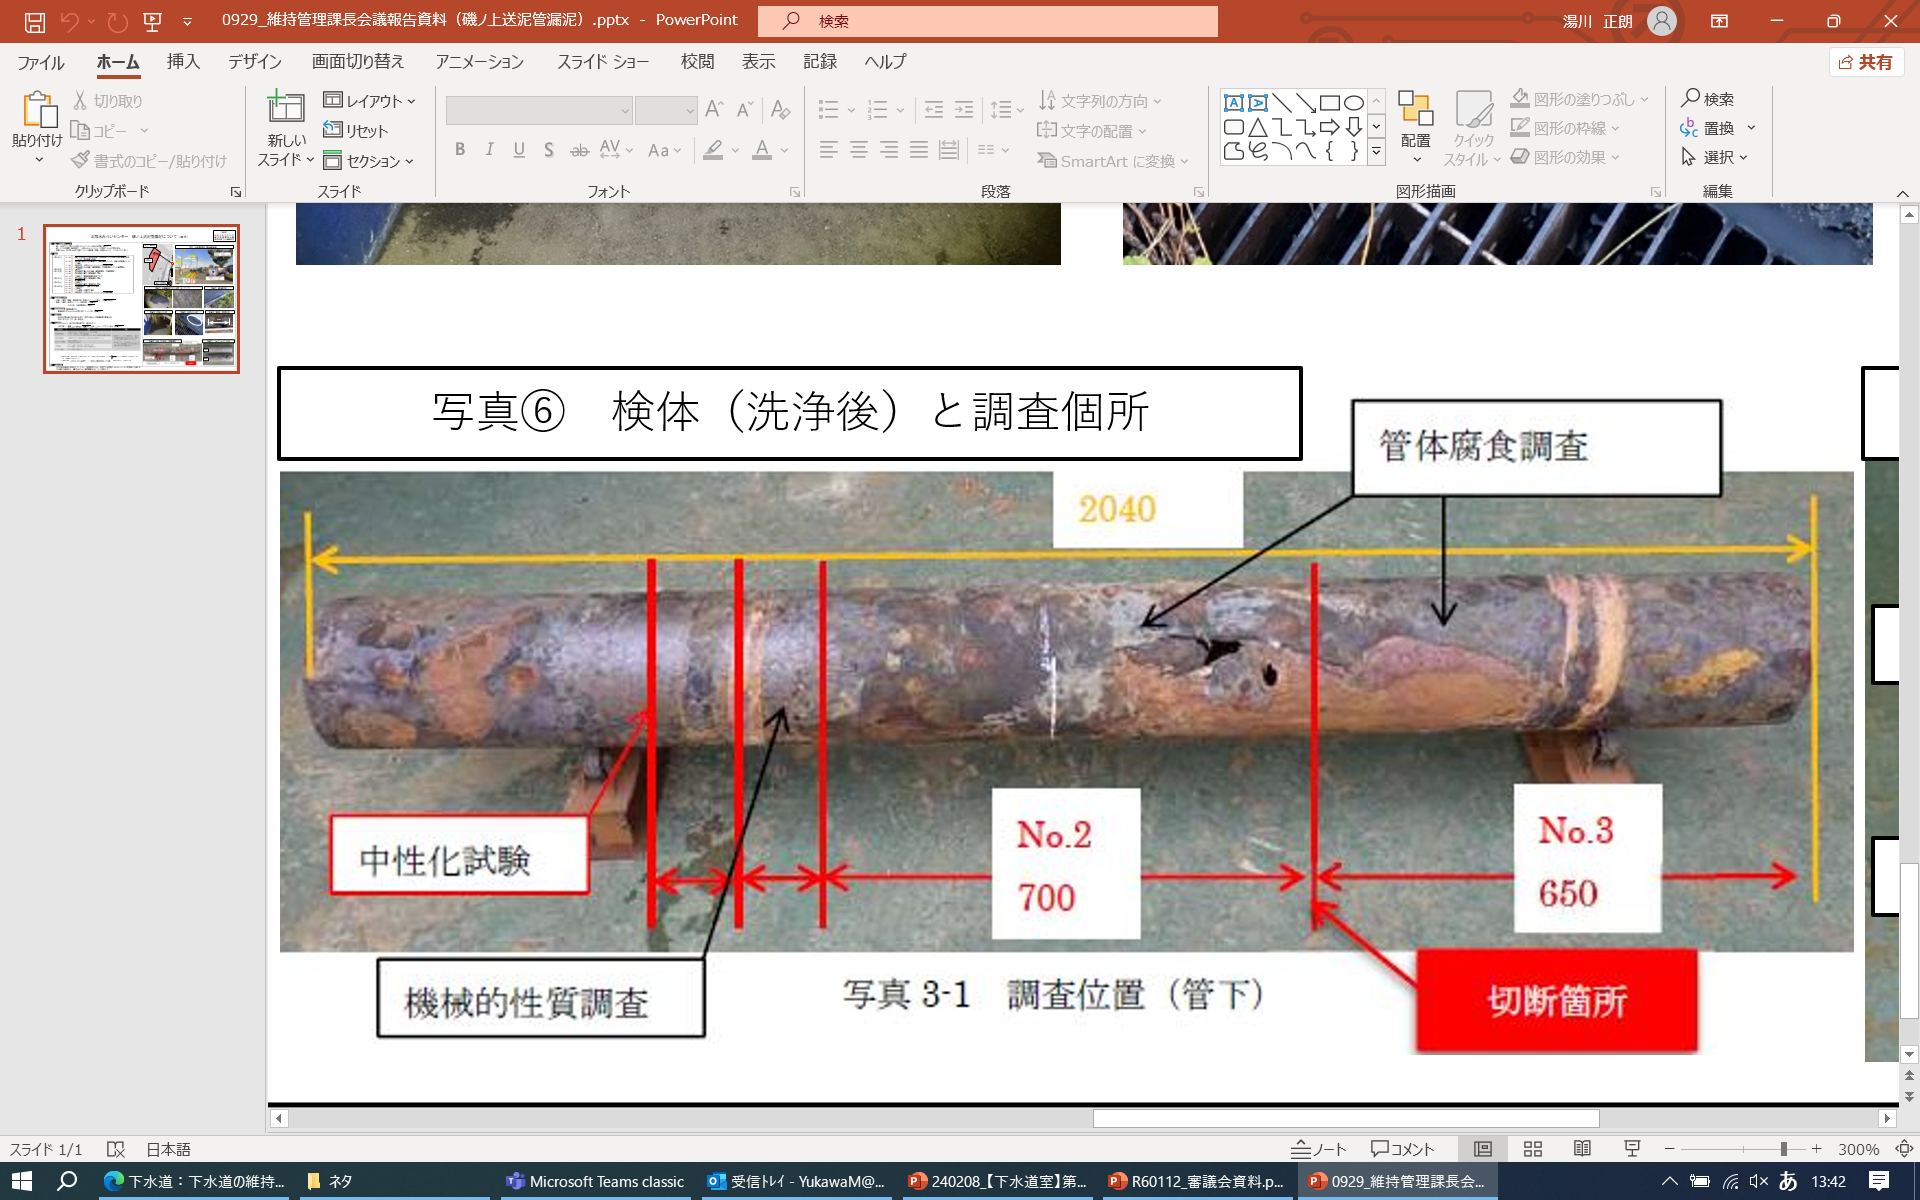 0929_維持管理課長会議報告資料（磯ノ上送泥管漏泥）.pptx - PowerPoint
検索
湯川 正朗
ファイル
ホーム
挿入
デザイン
画面切り替え
アニメーション
スライド ショー
校閲
表示
記録
ヘルプ
共有
貼り付け
切り取り
コピー
書式のコピー/貼り付け
クリップボード
新しい
スライド
レイアウト
リセット
セクション
スライド
B I U S ab AV Aa
フォント
文字列の方向
文字の配置
SmartArt に変換
段落
配置
クイック
スタイル
図形の塗りつぶし
図形の枠線
図形の効果
図形描画
検索
置換
選択
編集
1
写真⑥　検体（洗浄後）と調査個所
管体腐食調査
2040
中性化試験
No.2
700
No.3
650
機械的性質調査
写真 3-1　調査位置（管下）
切断箇所
スライド 1/1
日本語
ノート
コメント
300%
下水道：下水道の維持...
ネタ
Microsoft Teams classic
受信トレイ - YukawaM@...
240208_【下水道室】第...
R60112_審議会資料.p...
0929_維持管理課長会...
あ
13:42